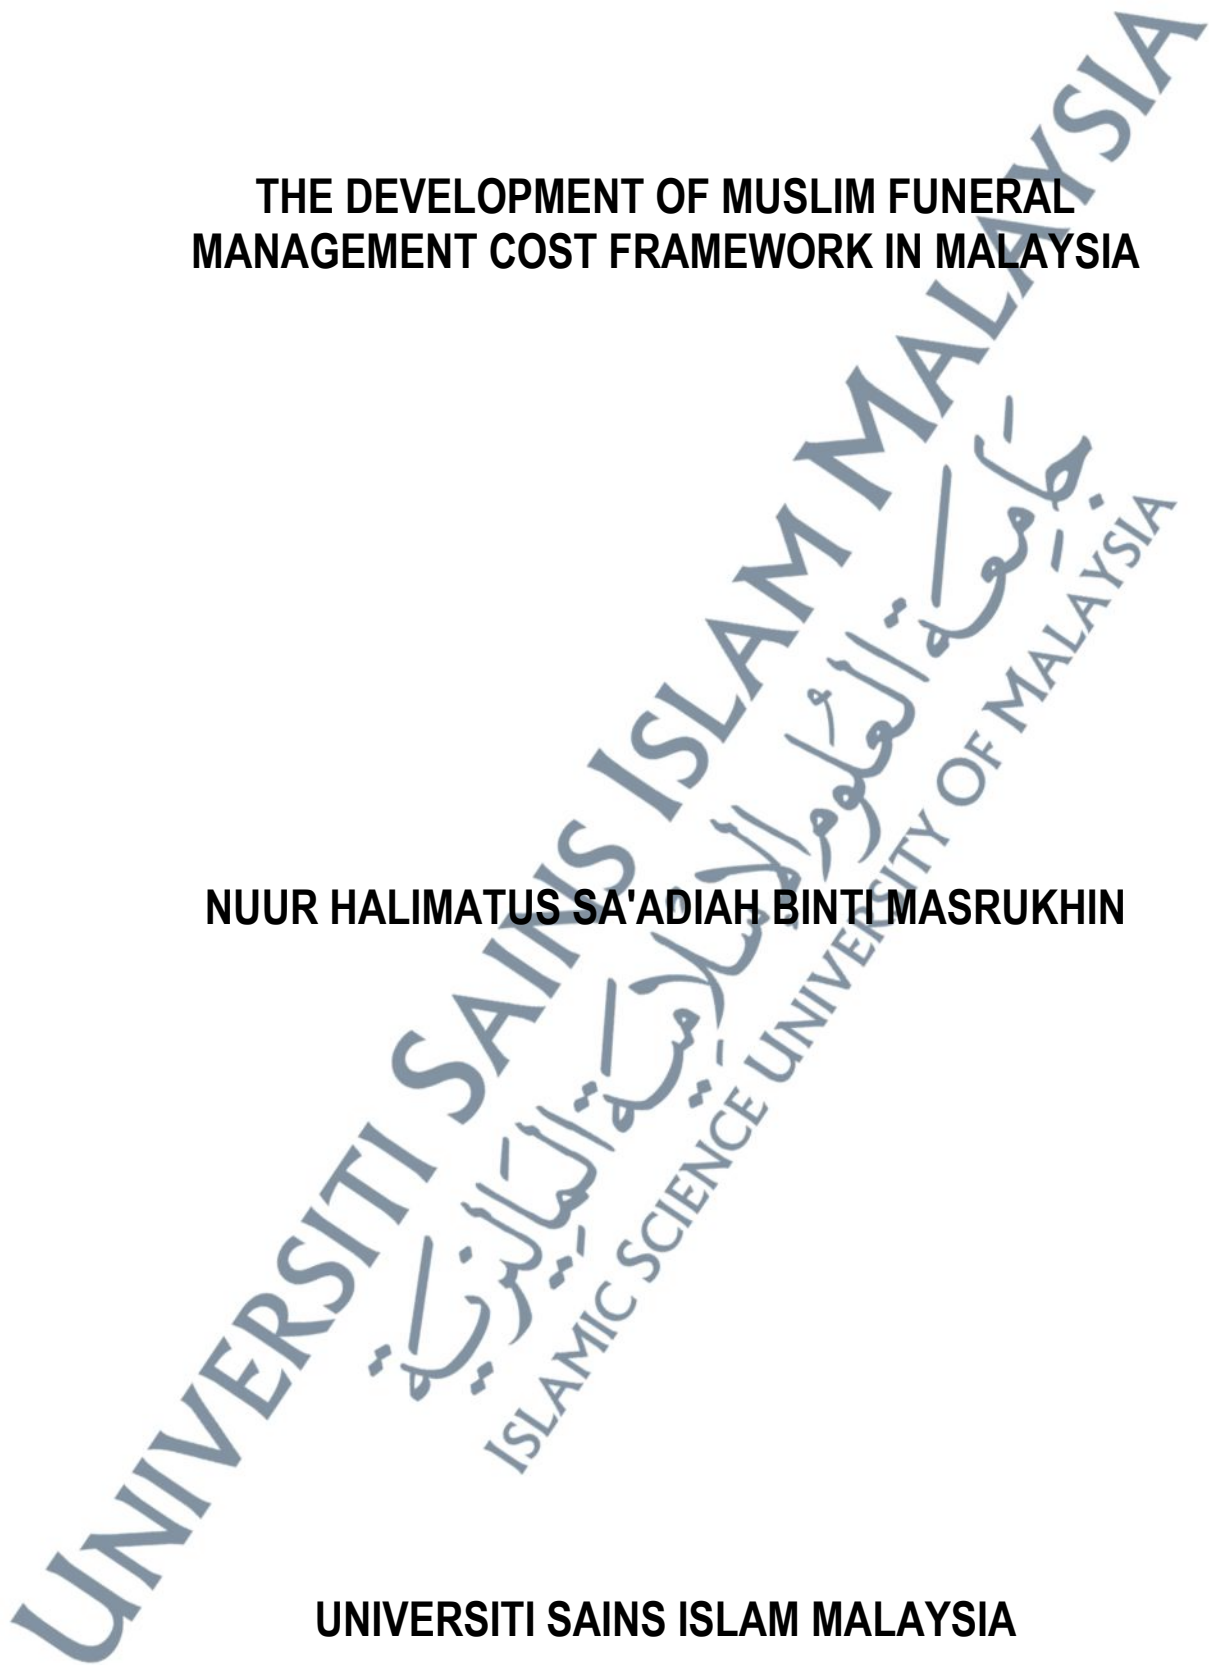 THE DEVELOPMENT OF MUSLIM FUNERAL
MANAGEMENT COST FRAMEWORK IN MALAYSIA
NUUR HALIMATUS SA'ADIAH BINTI MASRUKHIN
UNIVERSITI SAINS ISLAM MALAYSIA
UNIVERSITI SAINS ISLAM MALAYSIA
جامعة العلوم الإسلامية الماليزية
ISLAMIC SCIENCE UNIVERSITY OF MALAYSIA